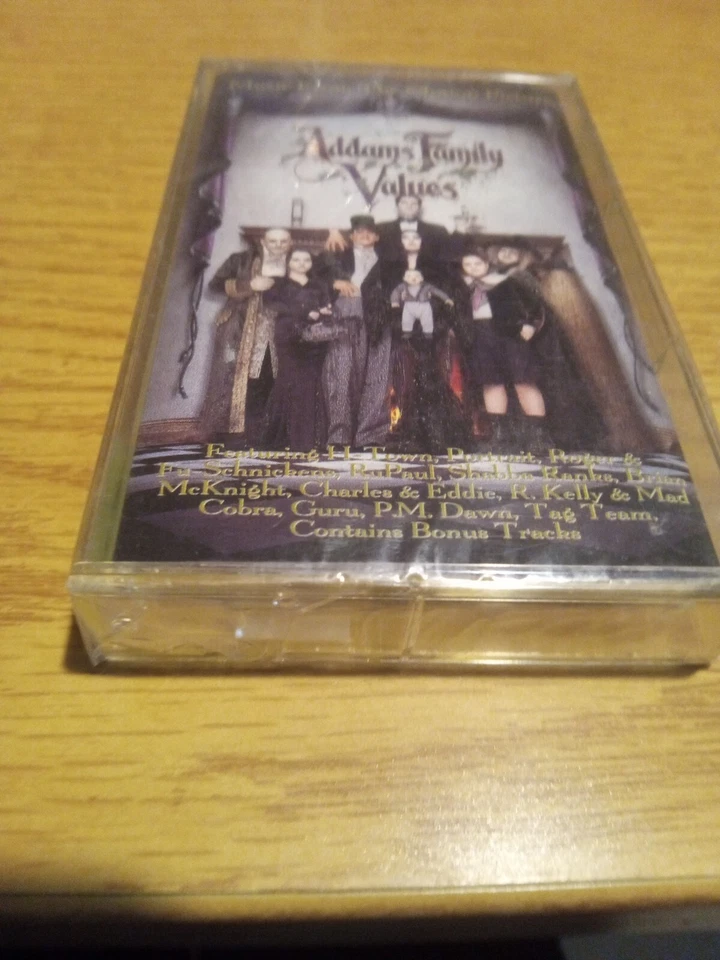 Music
Addams Family
Values
Featuring H-Town, Portrait, Roger &
Fu-Schnickens, RuPaul, Shabba Ranks, Brian
McKnight, Charles & Eddie, R. Kelly & Mad
Cobra, Guru, P.M. Dawn, Tag Team,
Contains Bonus Tracks